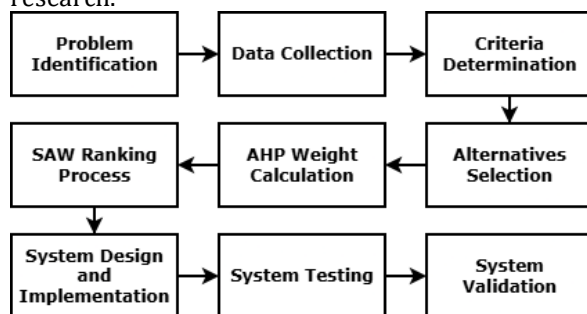 research.
Problem
Identification
Data Collection
Criteria
Determination
SAW Ranking
Process
AHP Weight
Calculation
Alternatives
Selection
System Design
and
Implementation
System Testing
System
Validation